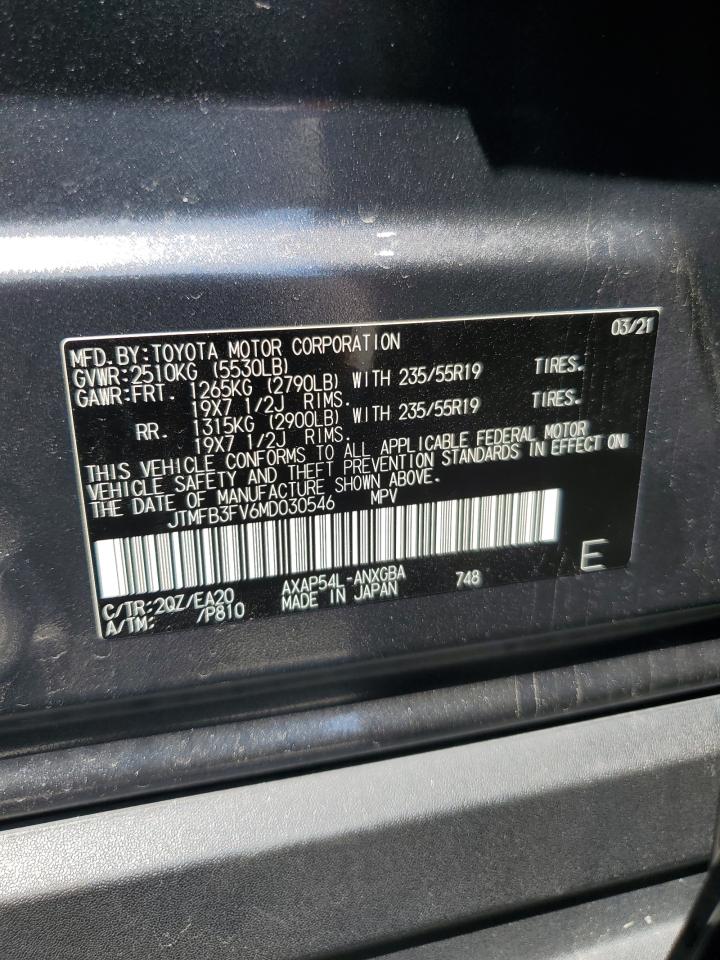 03/21
MFD. BY:TOYOTA MOTOR CORPORATION
GVWR:2510KG (5530LB)
GAWR:FRT. 1265KG (2790LB) WITH 235/55R19 TIRES.
19X7 1/2J RIMS.
RR. 1315KG (2900LB) WITH 235/55R19 TIRES.
19X7 1/2J RIMS.
THIS VEHICLE CONFORMS TO ALL APPLICABLE FEDERAL MOTOR
VEHICLE SAFETY AND THEFT PREVENTION STANDARDS IN EFFECT ON
THE DATE OF MANUFACTURE SHOWN ABOVE.
JTMFB3FV6MD030546 MPV
C/TR:2QZ/EA20 AXAP54L-ANXGBA 748 E
A/TM: /P810 MADE IN JAPAN